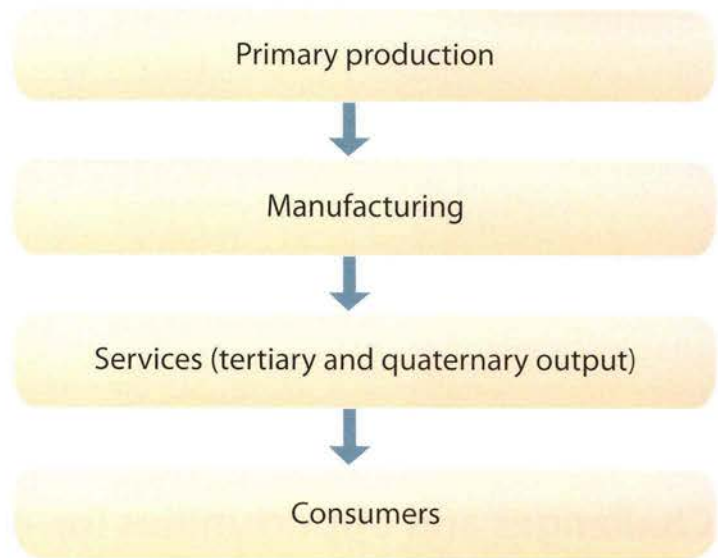 Primary production
Manufacturing
Services (tertiary and quaternary output)
Consumers